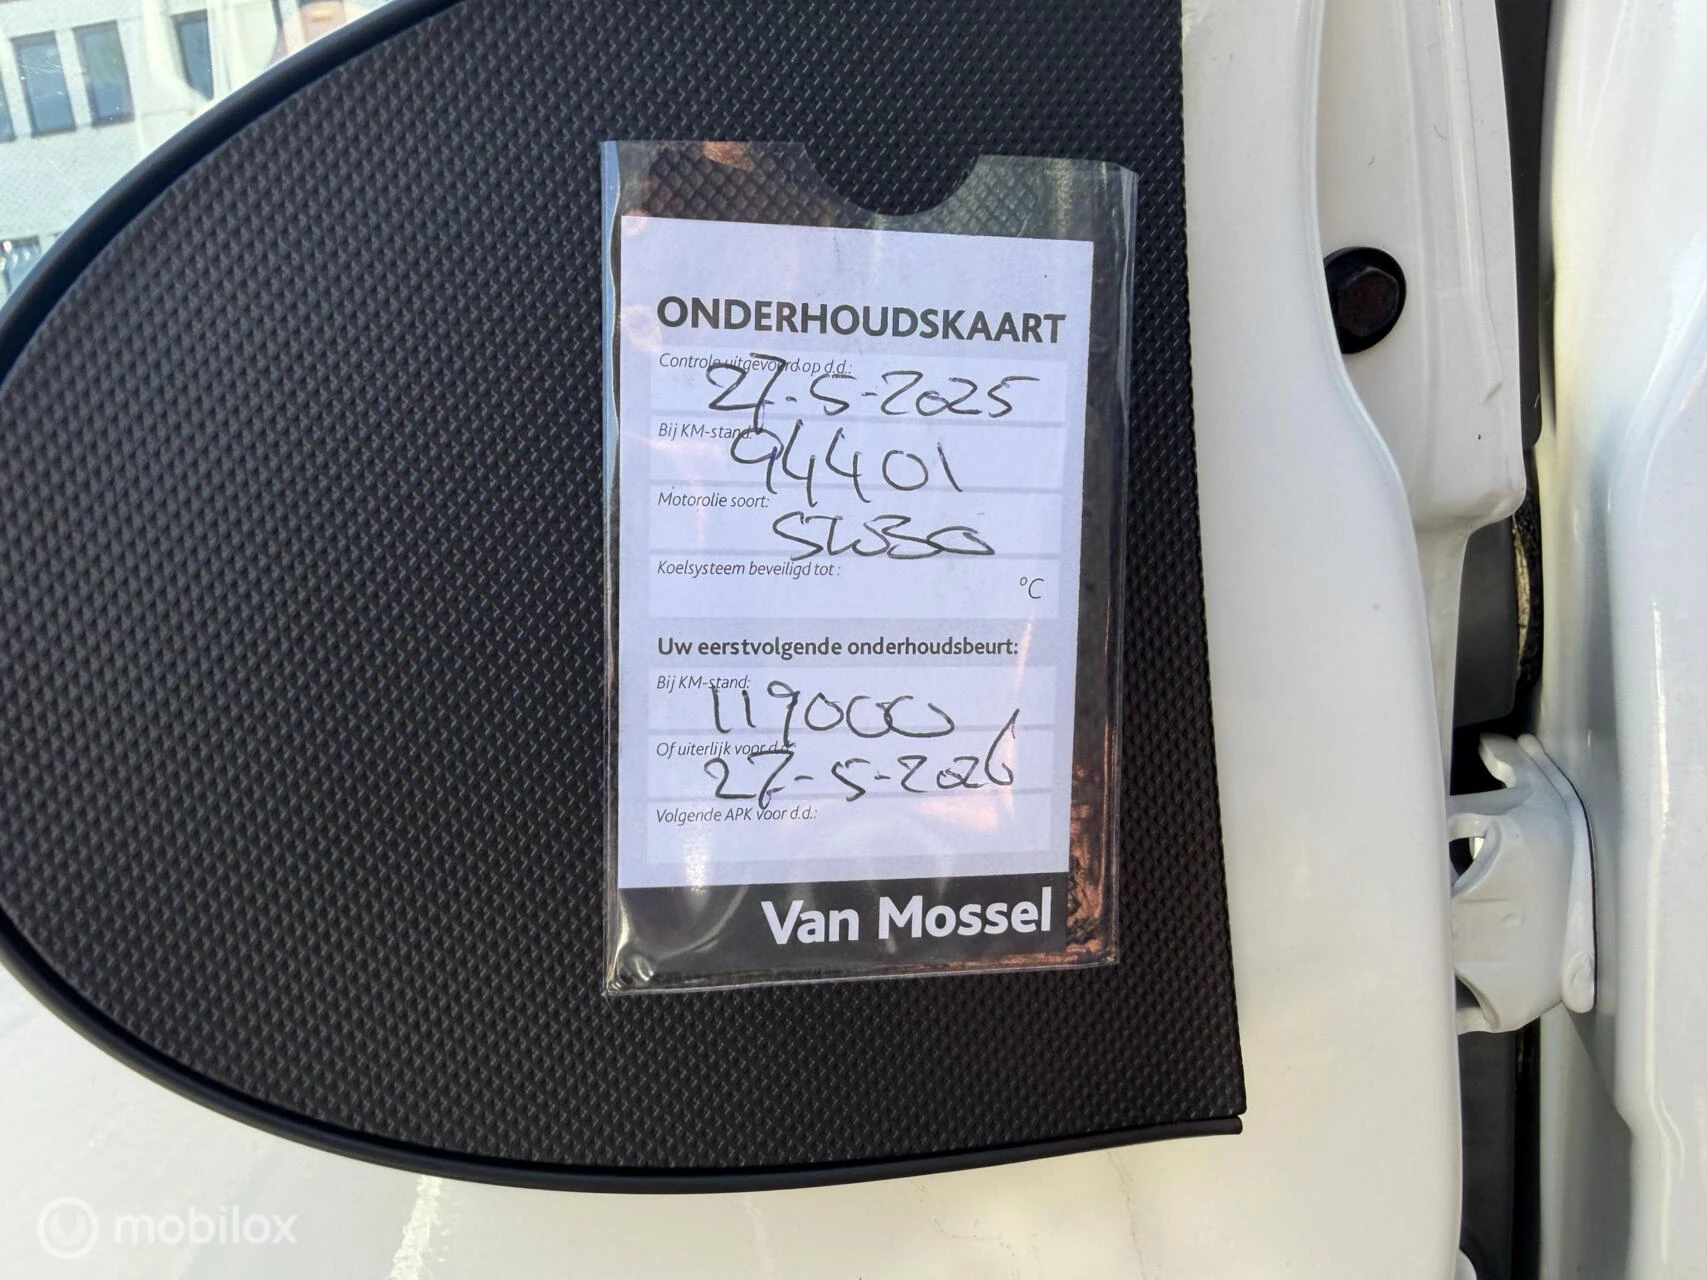 ONDERHOUDSKAART
Controle uitgevoerd op d.d.:
27-5-2025
Bij KM-stand:
94401
Motorolie soort:
5W30
Koelsysteem beveiligd tot :
°C
Uw eerstvolgende onderhoudsbeurt:
Bij KM-stand:
119000
Of uiterlijk voor d.d.:
27-5-2026
Volgende APK voor d.d.:
Van Mossel
mobilox